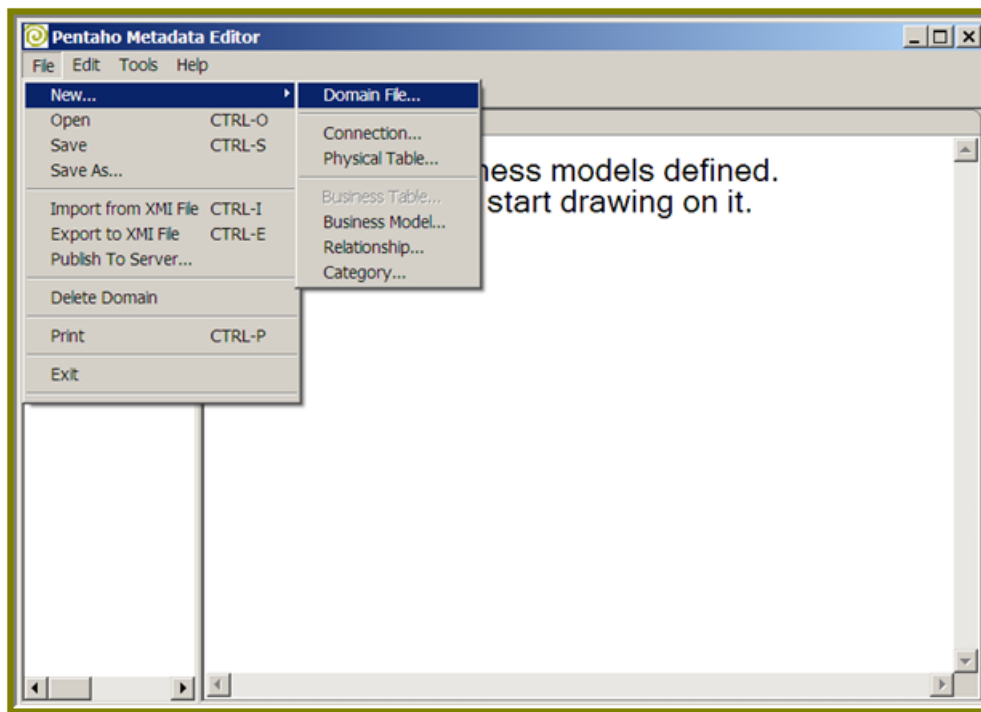 Pentaho Metadata Editor
File Edit Tools Help
New...
Open CTRL-O
Save CTRL-S
Save As...
Import from XMI File CTRL-I
Export to XMI File CTRL-E
Publish To Server...
Delete Domain
Print CTRL-P
Exit
Domain File...
Connection...
Physical Table...
Business Table...
Business Model...
Relationship...
Category...
ness models defined.
start drawing on it.